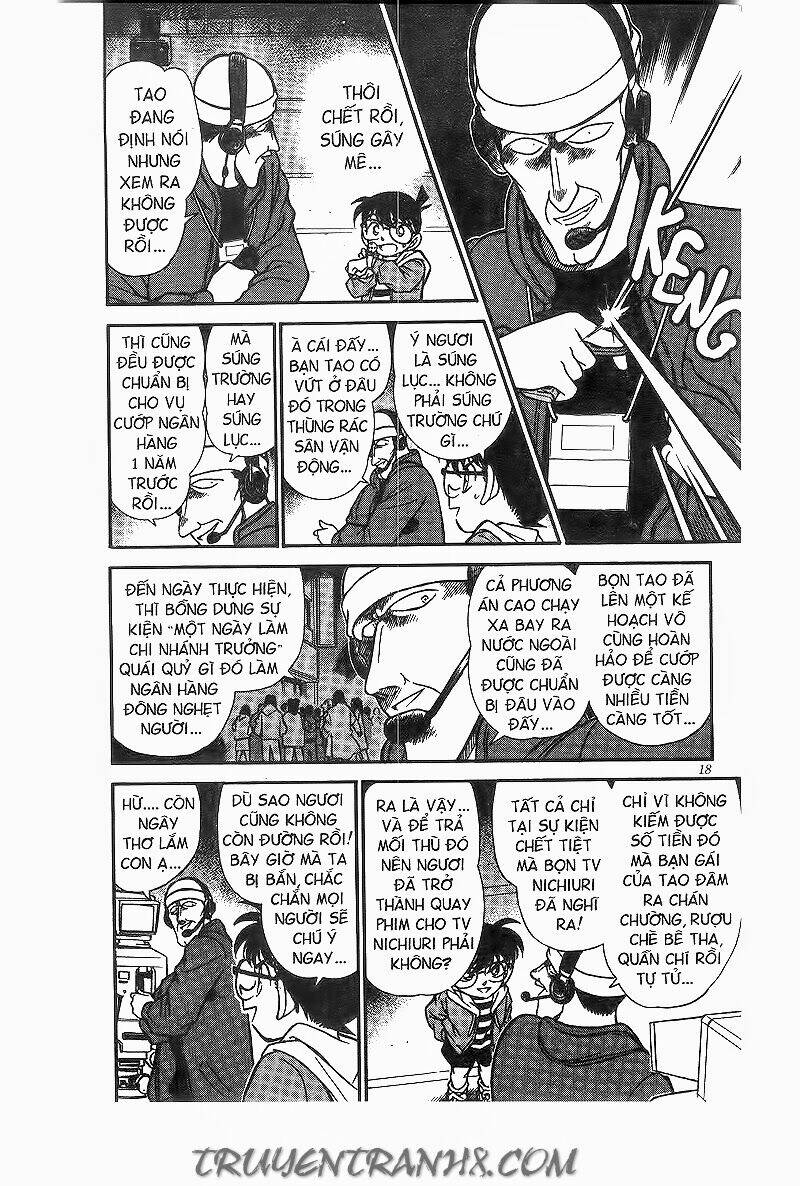 KENG
THÔI
CHẾT RỒI,
SÚNG GÂY
MÊ...
TAO
ĐANG
ĐỊNH NÓI
NHƯNG
XEM RA
KHÔNG
ĐƯỢC
RỒI...
Ý NGƯƠI
LÀ SÚNG
LỤC... KHÔNG
PHẢI SÚNG
TRƯỜNG CHỨ
GÌ...
À CÁI ĐẤY...
BẠN TAO CÓ
VỨT Ở ĐÂU
ĐÓ TRONG
THÙNG RÁC
SÂN VẬN
ĐỘNG...
MÀ
SÚNG
TRƯỜNG
HAY
SÚNG
LỤC...
THÌ CŨNG
ĐỀU ĐƯỢC
CHUẨN BỊ
CHO VỤ
CƯỚP NGÂN
HÀNG
1 NĂM
TRƯỚC
RỒI...
BỌN TAO ĐÃ
LÊN MỘT KẾ
HOẠCH VÔ
CÙNG HOÀN
HẢO ĐỂ CƯỚP
ĐƯỢC CÀNG
NHIỀU TIỀN
CÀNG TỐT...
CẢ PHƯƠNG
ÁN CAO CHẠY
XA BAY RA
NƯỚC NGOÀI
CŨNG ĐÃ
ĐƯỢC CHUẨN
BỊ ĐÂU VÀO
ĐẤY...
ĐẾN NGÀY THỰC HIỆN,
THÌ BỖNG DƯNG SỰ
KIỆN "MỘT NGÀY LÀM
CHI NHÁNH TRƯỞNG"
QUÁI QUỶ GÌ ĐÓ LÀM
NGÂN HÀNG
ĐÔNG NGHẸT
NGƯỜI...
18
CHỈ VÌ KHÔNG
KIẾM ĐƯỢC
SỐ TIỀN ĐÓ
MÀ BẠN GÁI
CỦA TAO ĐÂM
RA CHÁN
CHƯỜNG, RƯỢU
CHÈ BÊ THA,
QUẪN CHÍ RỒI
TỰ TỬ...
TẤT CẢ CHỈ
TẠI SỰ KIỆN
CHẾT TIỆT
MÀ BỌN TV
NICHIURI
ĐÃ NGHĨ
RA!
RA LÀ VẬY...
VÀ ĐỂ TRẢ
MỐI THÙ ĐÓ
NÊN NGƯƠI
ĐÃ TRỞ
THÀNH QUAY
PHIM CHO TV
NICHIURI PHẢI
KHÔNG?
DÙ SAO NGƯƠI
CŨNG KHÔNG
CÒN ĐƯỜNG RỒI!
BÂY GIỜ MÀ TA
BỊ BẮN, CHẮC
CHẮN MỌI
NGƯỜI SẼ
CHÚ Ý
NGAY...
HỪ.... CÒN
NGÂY
THƠ LẮM
CON Ạ...
TRUYENTRANH8.COM